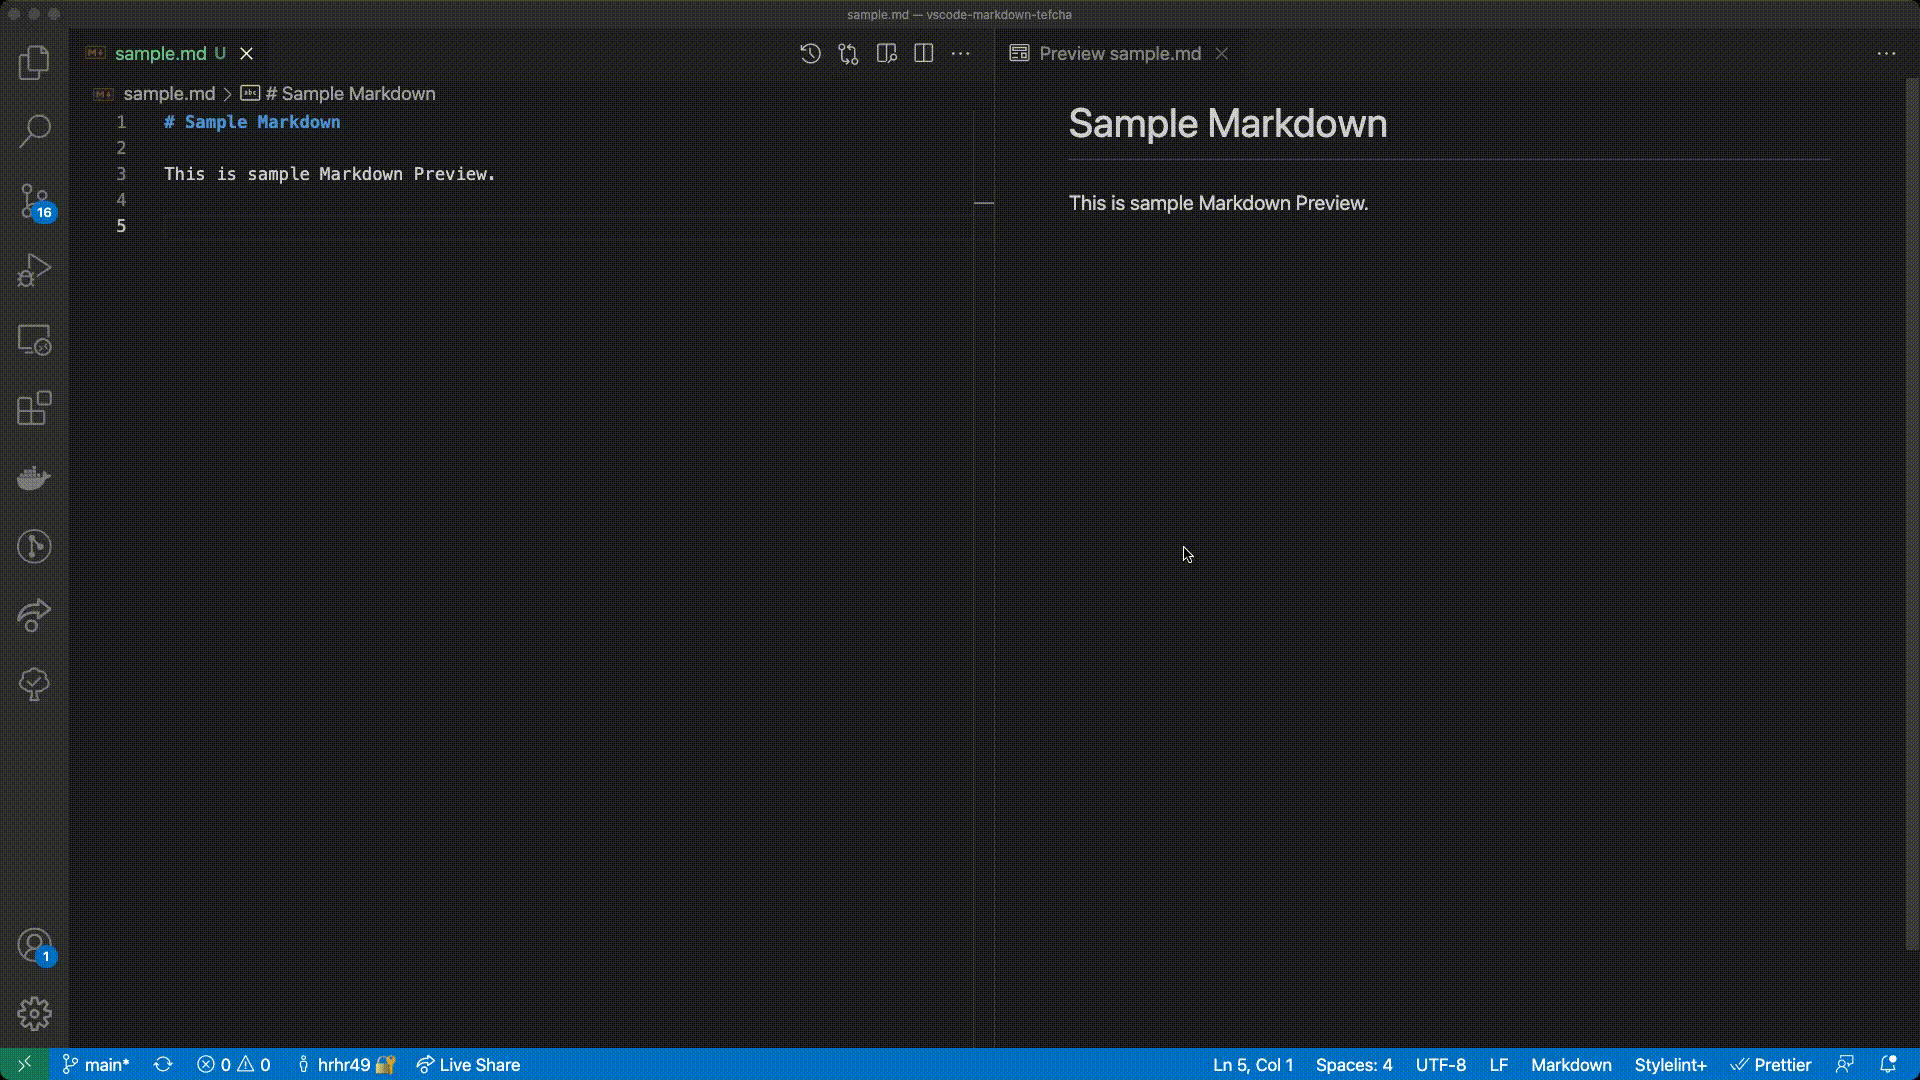 sample.md — vscode-markdown-tefcha
sample.md U
Preview sample.md
sample.md > # Sample Markdown
1 # Sample Markdown
2
3 This is sample Markdown Preview.
4
5
Sample Markdown
This is sample Markdown Preview.
16
1
main* 0 0 hrhr49 Live Share Ln 5, Col 1 Spaces: 4 UTF-8 LF Markdown Stylelint+ Prettier